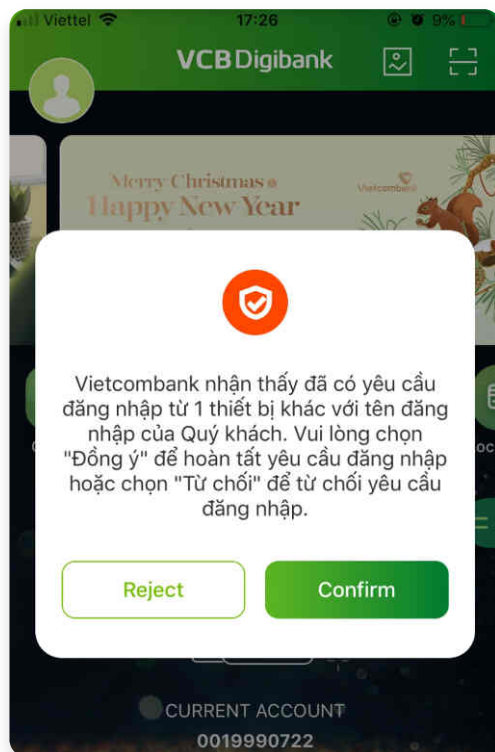 Viettel 17:26 9%
VCB Digibank
Merry Christmas
Happy New Year
Vietcombank
Vietcombank nhận thấy đã có yêu cầu
đăng nhập từ 1 thiết bị khác với tên đăng
nhập của Quý khách. Vui lòng chọn
"Đồng ý" để hoàn tất yêu cầu đăng nhập
hoặc chọn "Từ chối" để từ chối yêu cầu
đăng nhập.
Reject Confirm
CURRENT ACCOUNT
0019990722